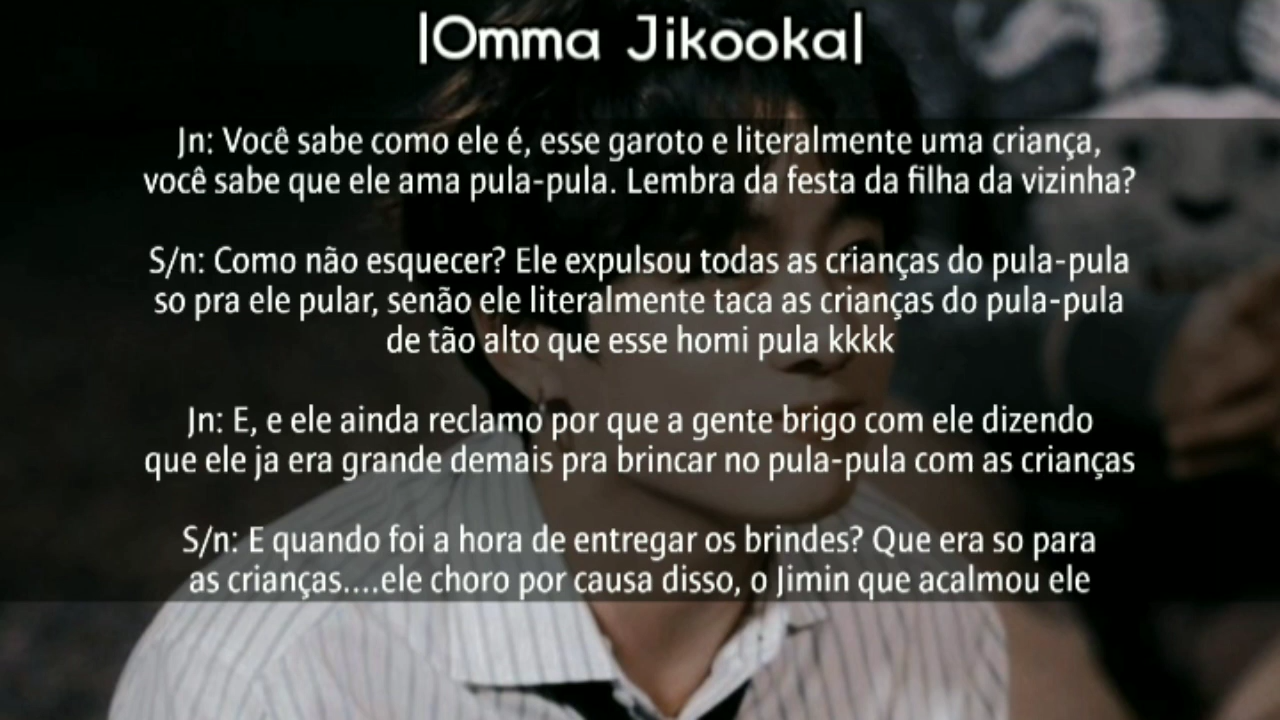 |Omma Jikooka|
Jn: Você sabe como ele é, esse garoto e literalmente uma criança,
você sabe que ele ama pula-pula. Lembra da festa da filha da vizinha?
S/n: Como não esquecer? Ele expulsou todas as crianças do pula-pula
so pra ele pular, senão ele literalmente taca as crianças do pula-pula
de tão alto que esse homi pula kkkk
Jn: E, e ele ainda reclamo por que a gente brigo com ele dizendo
que ele ja era grande demais pra brincar no pula-pula com as crianças
S/n: E quando foi a hora de entregar os brindes? Que era so para
as crianças....ele choro por causa disso, o Jimin que acalmou ele